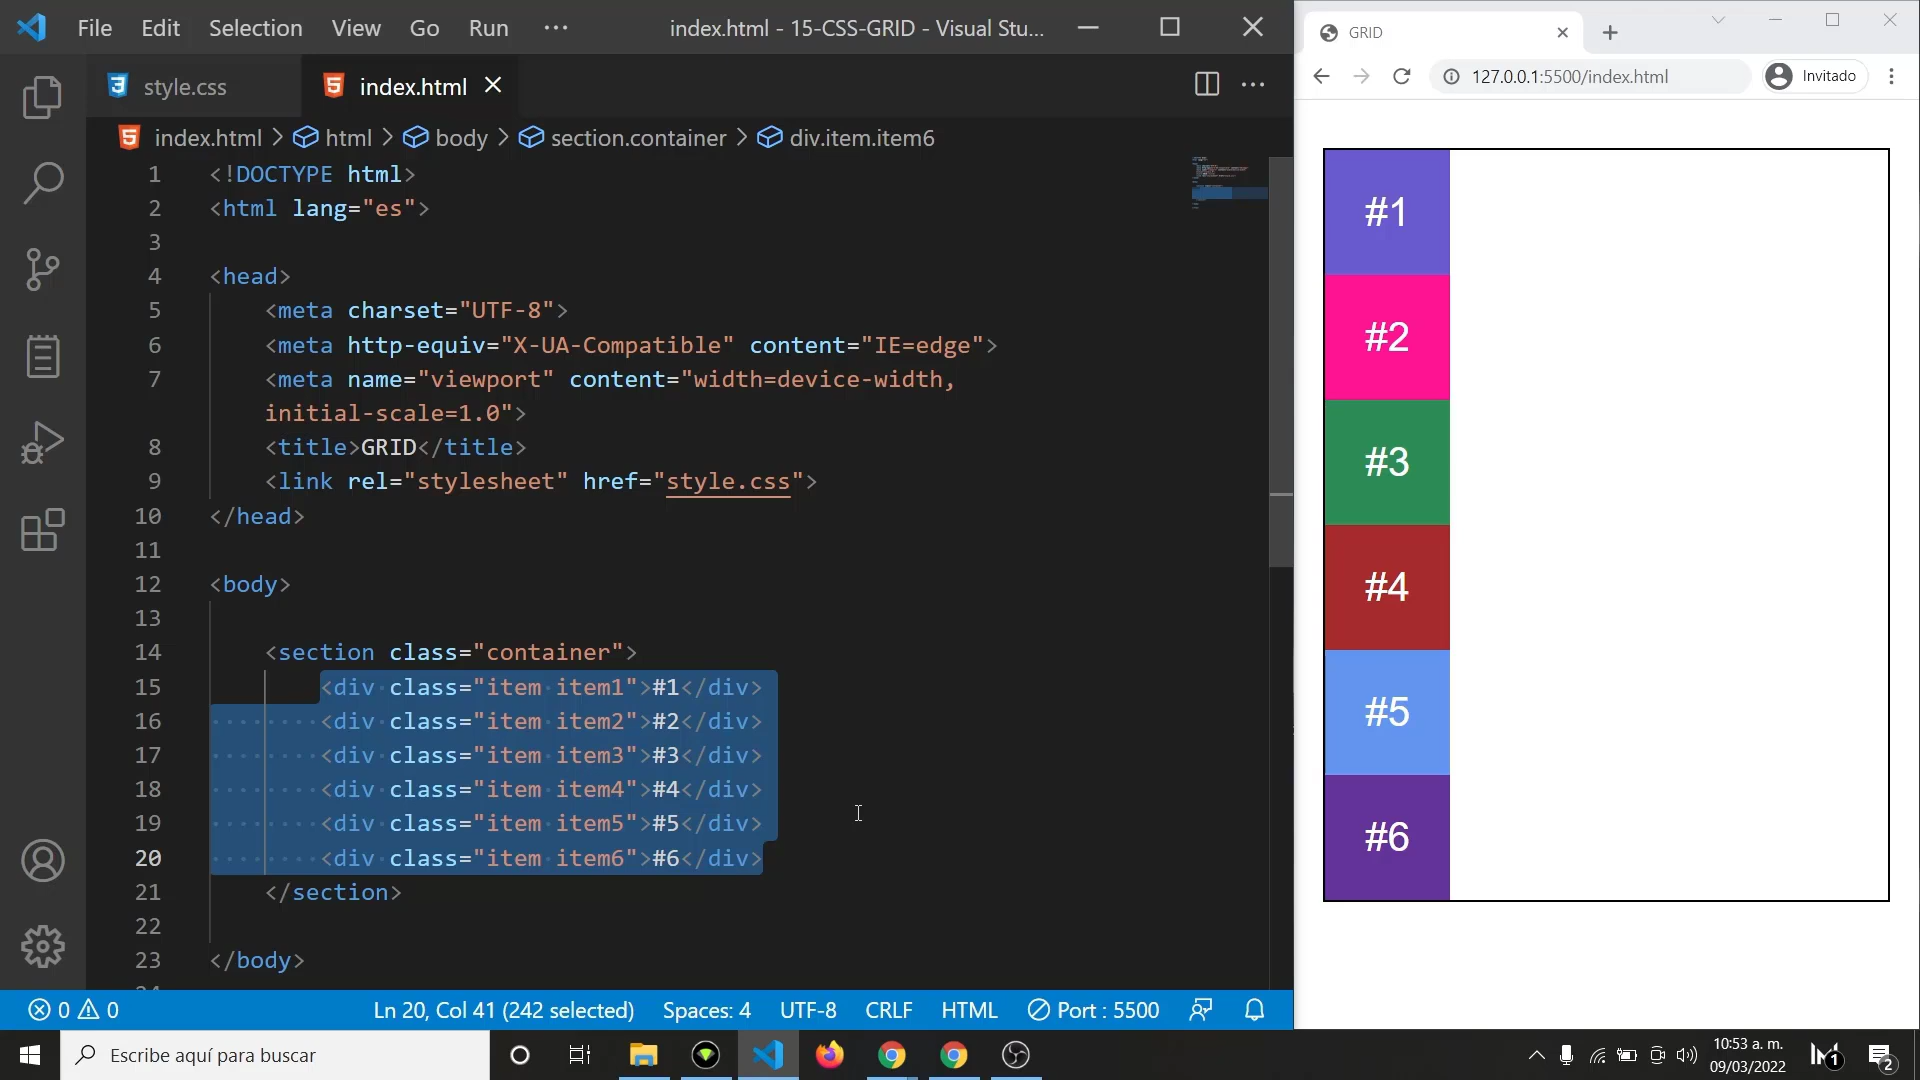 File Edit Selection View Go Run ··· index.html - 15-CSS-GRID - Visual Stu...
style.css index.html
index.html > html > body > section.container > div.item.item6
1 <!DOCTYPE html>
2 <html lang="es">
3
4 <head>
5 <meta charset="UTF-8">
6 <meta http-equiv="X-UA-Compatible" content="IE=edge">
7 <meta name="viewport" content="width=device-width,
initial-scale=1.0">
8 <title>GRID</title>
9 <link rel="stylesheet" href="style.css">
10 </head>
11
12 <body>
13
14 <section class="container">
15 <div class="item item1">#1</div>
16 <div class="item item2">#2</div>
17 <div class="item item3">#3</div>
18 <div class="item item4">#4</div>
19 <div class="item item5">#5</div>
20 <div class="item item6">#6</div>
21 </section>
22
23 </body>
0 0 Ln 20, Col 41 (242 selected) Spaces: 4 UTF-8 CRLF HTML Port : 5500
GRID
127.0.0.1:5500/index.html Invitado
#1
#2
#3
#4
#5
#6
Escribe aquí para buscar
10:53 a. m.
09/03/2022
1
2